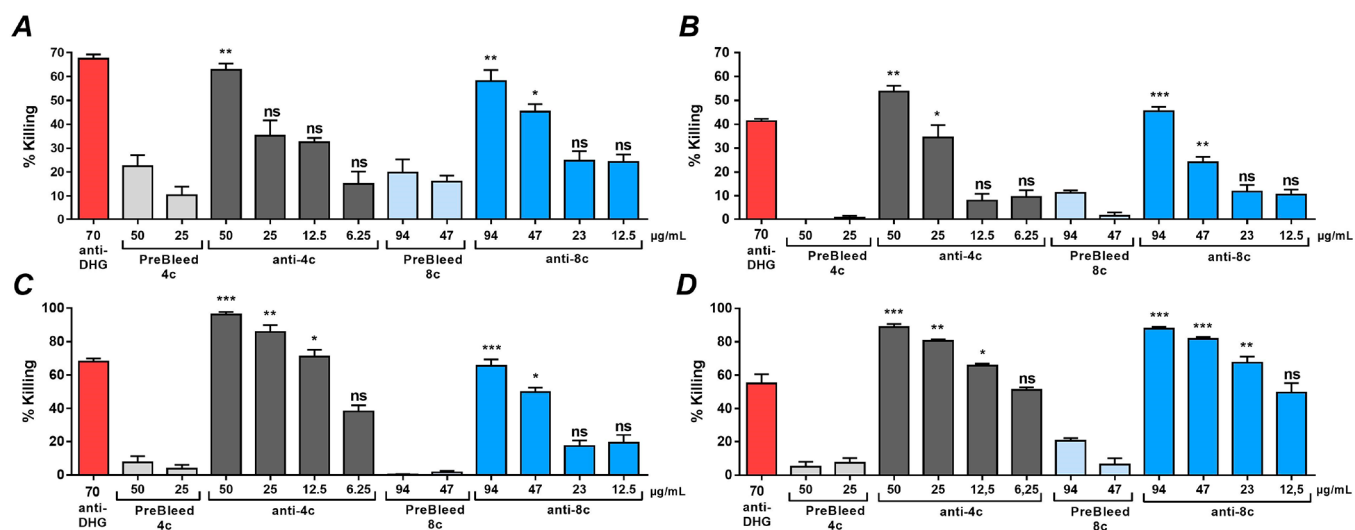 A
% Killing
70
60
50
40
30
20
10
0
** ns ns ns ** * ns ns
70 50 25 50 25 12.5 6.25 94 47 94 47 23 12.5 µg/mL
anti-DHG
PreBleed 4c
anti-4c
PreBleed 8c
anti-8c
B
% Killing
70
60
50
40
30
20
10
0
** * ns ns *** ** ns ns
70 50 25 50 25 12.5 6.25 94 47 94 47 23 12.5 µg/mL
anti-DHG
PreBleed 4c
anti-4c
PreBleed 8c
anti-8c
C
% Killing
100
80
60
40
20
0
*** ** * ns *** * ns ns
70 50 25 50 25 12.5 6.25 94 47 94 47 23 12.5 µg/mL
anti-DHG
PreBleed 4c
anti-4c
PreBleed 8c
anti-8c
D
% Killing
100
80
60
40
20
0
*** ** * ns *** *** ** ns
70 50 25 50 25 12,5 6,25 94 47 94 47 23 12.5 µg/mL
anti-DHG
PreBleed 4c
anti-4c
PreBleed 8c
anti-8c